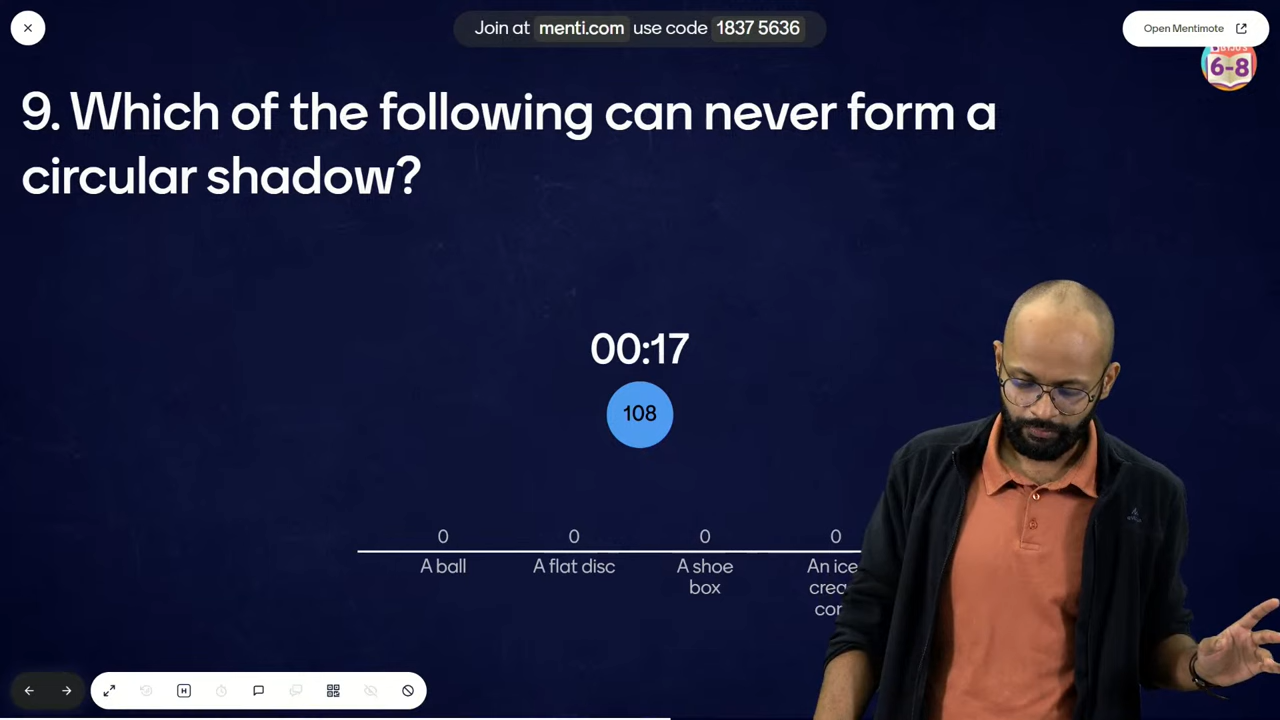 Join at menti.com use code 1837 5636
Open Mentimote
BYJU'S
6-8
9. Which of the following can never form a
circular shadow?
00:17
108
0 0 0 0
A ball
A flat disc
A shoe
box
An ice
H